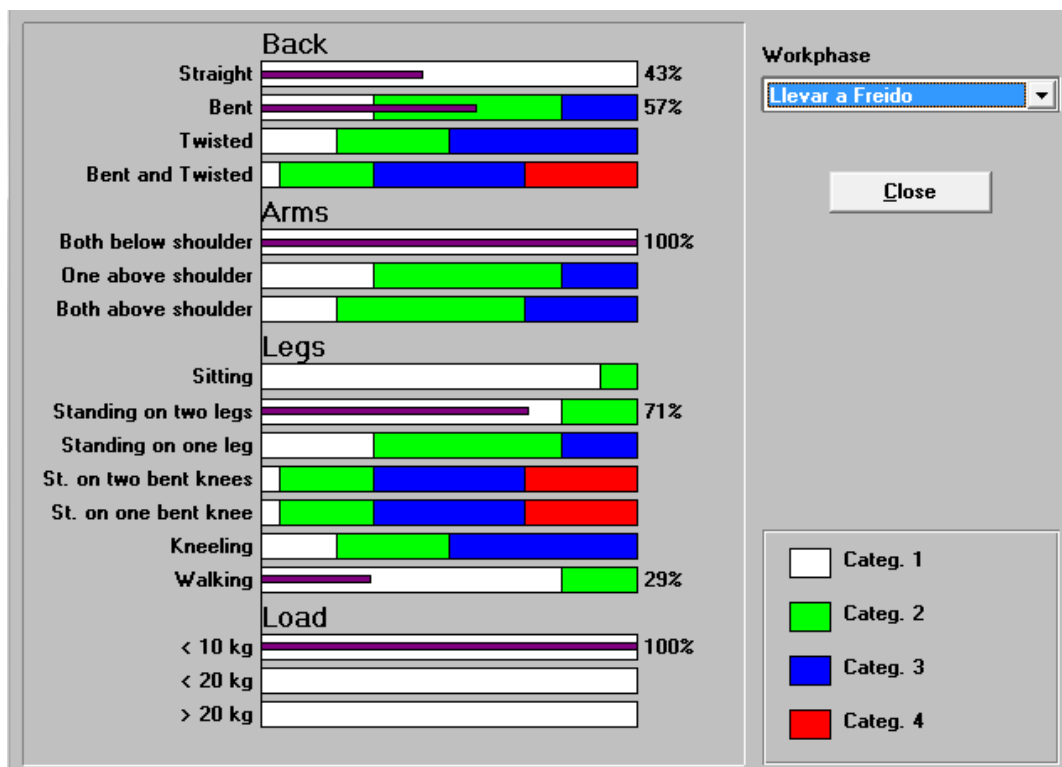 Back
Straight 43%
Bent 57%
Twisted
Bent and Twisted
Arms
Both below shoulder 100%
One above shoulder
Both above shoulder
Legs
Sitting
Standing on two legs 71%
Standing on one leg
St. on two bent knees
St. on one bent knee
Kneeling
Walking 29%
Load
< 10 kg 100%
< 20 kg
> 20 kg
Workphase
Llevar a Freido
Close
Categ. 1
Categ. 2
Categ. 3
Categ. 4